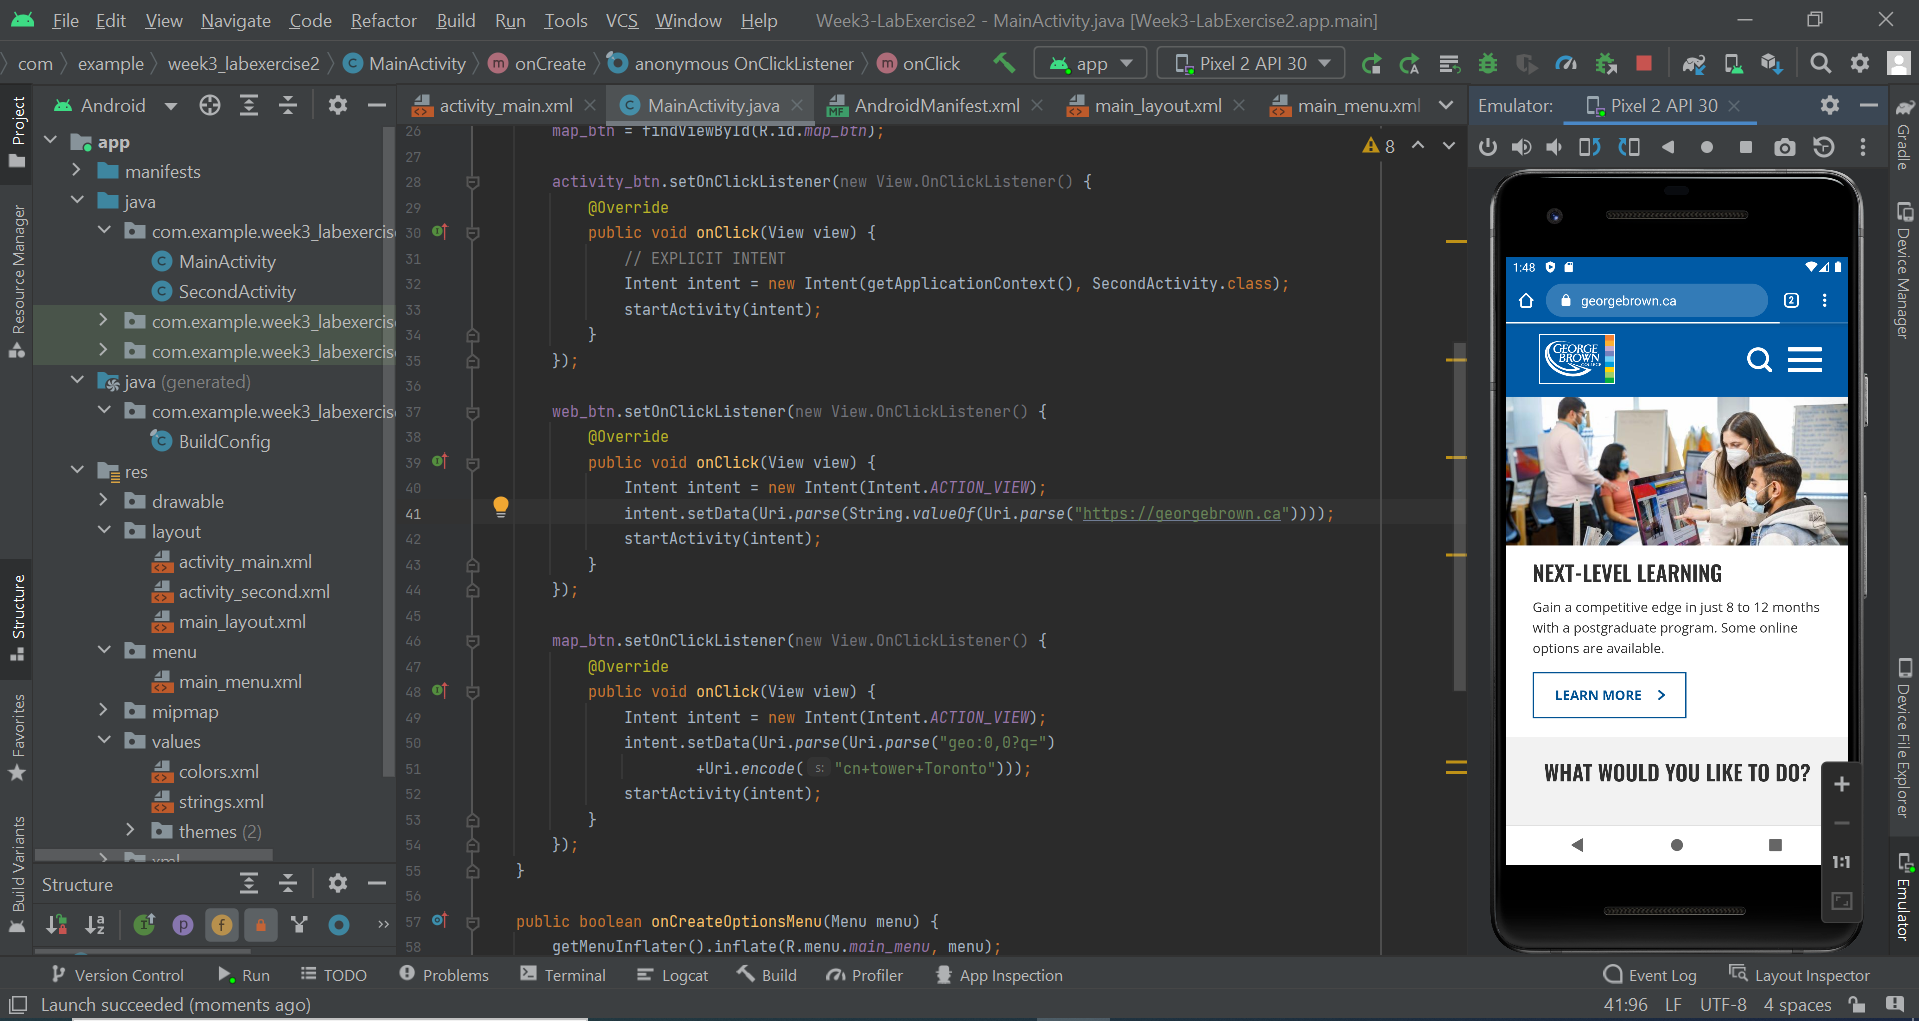 File Edit View Navigate Code Refactor Build Run Tools VCS Window Help Week3-LabExercise2 - MainActivity.java [Week3-LabExercise2.app.main]
com example week3_labexercise2 MainActivity onCreate anonymous OnClickListener onClick app Pixel 2 API 30
Android
activity_main.xml MainActivity.java AndroidManifest.xml main_layout.xml main_menu.xml
Emulator: Pixel 2 API 30
Project
Resource Manager
Structure
Favorites
Build Variants
app
manifests
java
com.example.week3_labexercis
MainActivity
SecondActivity
com.example.week3_labexercis
com.example.week3_labexercis
java (generated)
com.example.week3_labexercis
BuildConfig
res
drawable
layout
activity_main.xml
activity_second.xml
main_layout.xml
menu
main_menu.xml
mipmap
values
colors.xml
strings.xml
themes (2)
xml
Structure
8
26 map_btn = findViewById(R.id.map_btn);
27
28 activity_btn.setOnClickListener(new View.OnClickListener() {
29 @Override
30 public void onClick(View view) {
31 // EXPLICIT INTENT
32 Intent intent = new Intent(getApplicationContext(), SecondActivity.class);
33 startActivity(intent);
34 }
35 });
36
37 web_btn.setOnClickListener(new View.OnClickListener() {
38 @Override
39 public void onClick(View view) {
40 Intent intent = new Intent(Intent.ACTION_VIEW);
41 intent.setData(Uri.parse(String.valueOf(Uri.parse("https://georgebrown.ca"))));
42 startActivity(intent);
43 }
44 });
45
46 map_btn.setOnClickListener(new View.OnClickListener() {
47 @Override
48 public void onClick(View view) {
49 Intent intent = new Intent(Intent.ACTION_VIEW);
50 intent.setData(Uri.parse(Uri.parse("geo:0,0?q=")
51 +Uri.encode( s: "cn+tower+Toronto")));
52 startActivity(intent);
53 }
54 });
55 }
56
57 public boolean onCreateOptionsMenu(Menu menu) {
58 getMenuInflater().inflate(R.menu.main_menu, menu);
1:48
georgebrown.ca 2
GEORGE
BROWN
COLLEGE
NEXT-LEVEL LEARNING
Gain a competitive edge in just 8 to 12 months
with a postgraduate program. Some online
options are available.
LEARN MORE
WHAT WOULD YOU LIKE TO DO?
1:1
Gradle
Device Manager
Device File Explorer
Emulator
Version Control Run TODO Problems Terminal Logcat Build Profiler App Inspection Event Log Layout Inspector
Launch succeeded (moments ago) 41:96 LF UTF-8 4 spaces